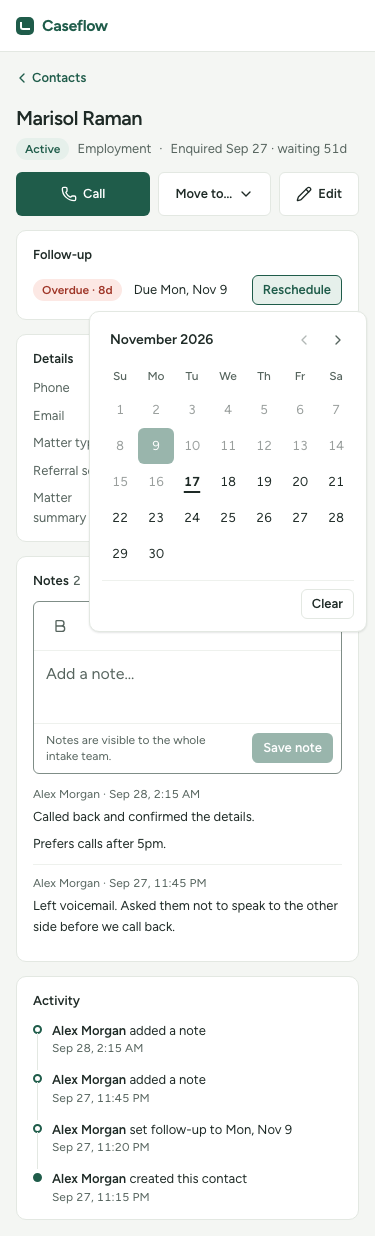 Caseflow
Contacts
Marisol Raman
Active Employment · Enquired Sep 27 · waiting 51d
Call Move to... Edit
Follow-up
Overdue · 8d Due Mon, Nov 9 Reschedule
November 2026
Su Mo Tu We Th Fr Sa
1 2 3 4 5 6 7
8 9 10 11 12 13 14
15 16 17 18 19 20 21
22 23 24 25 26 27 28
29 30
Clear
Details
Phone
Email
Matter
Referral
Matter
summary
Notes 2
B
Add a note...
Notes are visible to the whole
intake team.
Save note
Alex Morgan · Sep 28, 2:15 AM
Called back and confirmed the details.
Prefers calls after 5pm.
Alex Morgan · Sep 27, 11:45 PM
Left voicemail. Asked them not to speak to the other
side before we call back.
Activity
Alex Morgan added a note
Sep 28, 2:15 AM
Alex Morgan added a note
Sep 27, 11:45 PM
Alex Morgan set follow-up to Mon, Nov 9
Sep 27, 11:20 PM
Alex Morgan created this contact
Sep 27, 11:15 PM